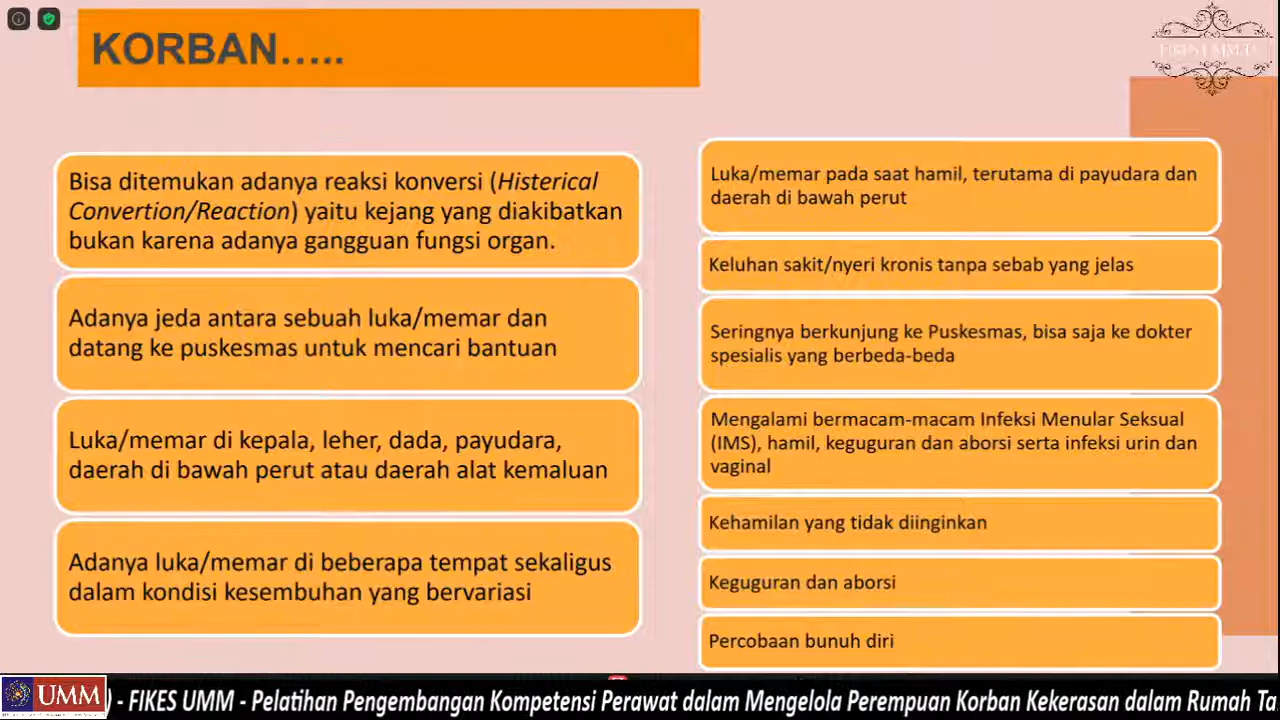 KORBAN.....
FIKES UMM
Bisa ditemukan adanya reaksi konversi (Histerical
Convertion/Reaction) yaitu kejang yang diakibatkan
bukan karena adanya gangguan fungsi organ.
Adanya jeda antara sebuah luka/memar dan
datang ke puskesmas untuk mencari bantuan
Luka/memar di kepala, leher, dada, payudara,
daerah di bawah perut atau daerah alat kemaluan
Adanya luka/memar di beberapa tempat sekaligus
dalam kondisi kesembuhan yang bervariasi
Luka/memar pada saat hamil, terutama di payudara dan
daerah di bawah perut
Keluhan sakit/nyeri kronis tanpa sebab yang jelas
Seringnya berkunjung ke Puskesmas, bisa saja ke dokter
spesialis yang berbeda-beda
Mengalami bermacam-macam Infeksi Menular Seksual
(IMS), hamil, keguguran dan aborsi serta infeksi urin dan
vaginal
Kehamilan yang tidak diinginkan
Keguguran dan aborsi
Percobaan bunuh diri
UMM ) - FIKES UMM - Pelatihan Pengembangan Kompetensi Perawat dalam Mengelola Perempuan Korban Kekerasan dalam Rumah Ta